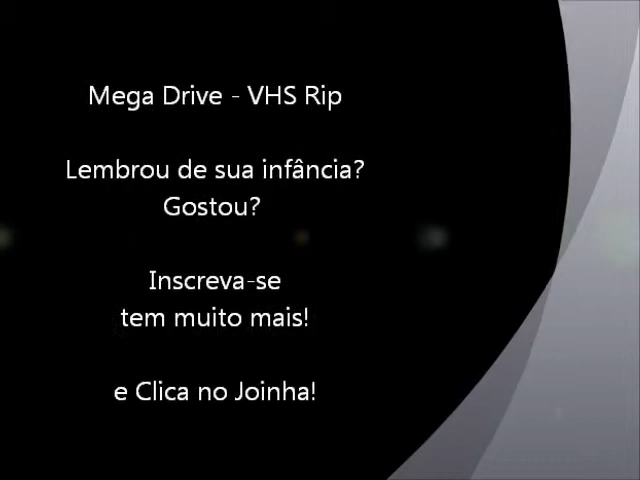 Mega Drive - VHS Rip
Lembrou de sua infância?
Gostou?
Inscreva-se
tem muito mais!
e Clica no Joinha!